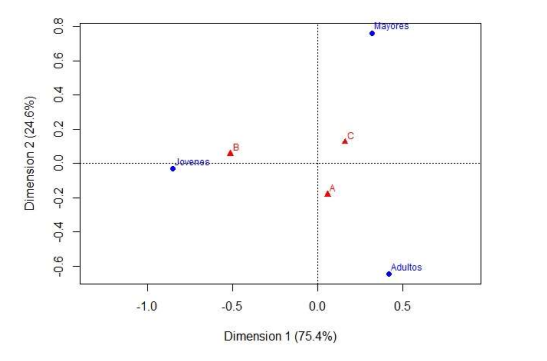 Mayores
0.8
0.6
0.4
0.2
0.0
-0.2
-0.4
-0.6
Dimension 2 (24.6%)
C
B
Jovenes
A
Adultos
-1.0 -0.5 0.0 0.5
Dimension 1 (75.4%)